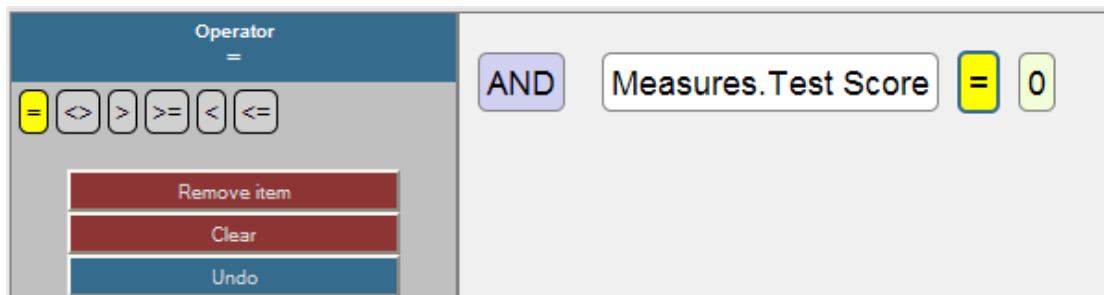 Operator
=
= <> > >= < <=
Remove item
Clear
Undo
AND Measures.Test Score = 0